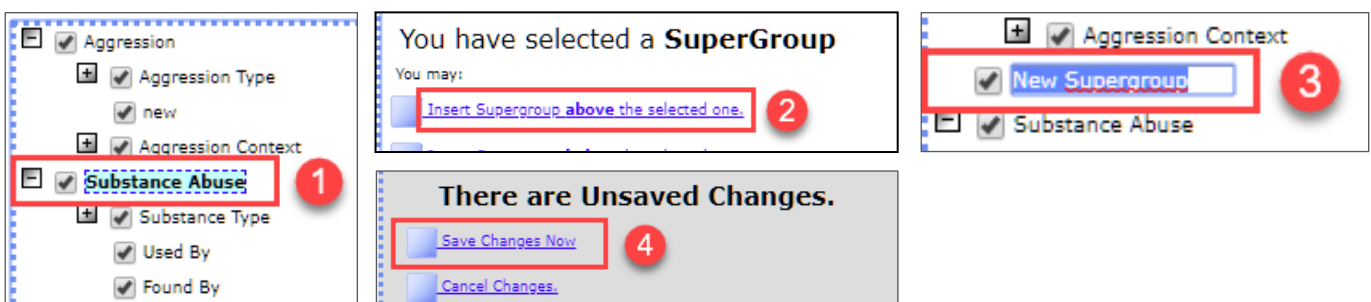 Aggression
Aggression Type
new
Aggression Context
Substance Abuse
1
Substance Type
Used By
Found By
You have selected a SuperGroup
You may:
Insert Supergroup above the selected one.
2
There are Unsaved Changes.
Save Changes Now
4
Cancel Changes.
Aggression Context
New Supergroup
3
Substance Abuse